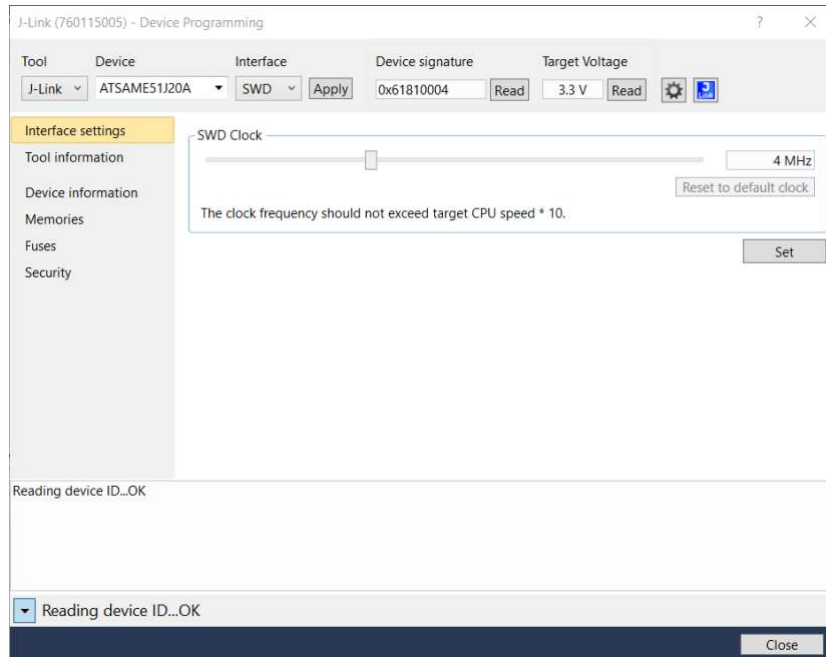 J-Link (760115005) - Device Programming ? ×
Tool Device Interface Device signature Target Voltage
J-Link ATSAME51J20A SWD Apply 0x61810004 Read 3.3 V Read J-Link
Interface settings
Tool information
Device information
Memories
Fuses
Security
SWD Clock
4 MHz
Reset to default clock
The clock frequency should not exceed target CPU speed * 10.
Set
Reading device ID...OK
Reading device ID...OK
Close